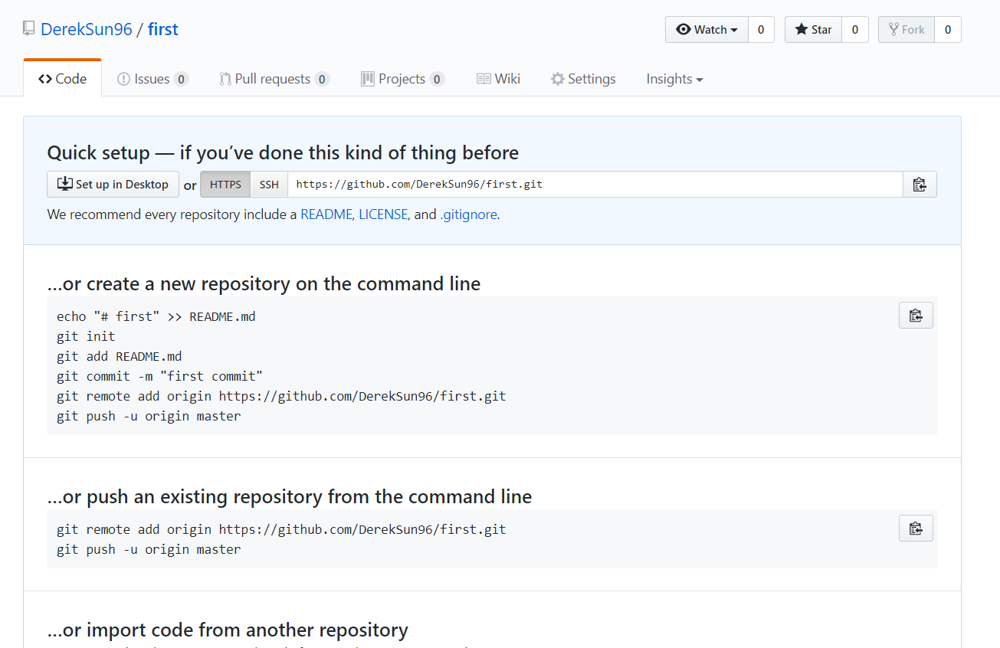 DerekSun96 / first
Watch 0 Star 0 Fork 0
Code Issues 0 Pull requests 0 Projects 0 Wiki Settings Insights
Quick setup — if you’ve done this kind of thing before
Set up in Desktop or HTTPS SSH https://github.com/DerekSun96/first.git
We recommend every repository include a README, LICENSE, and .gitignore.
…or create a new repository on the command line
echo "# first" >> README.md
git init
git add README.md
git commit -m "first commit"
git remote add origin https://github.com/DerekSun96/first.git
git push -u origin master
…or push an existing repository from the command line
git remote add origin https://github.com/DerekSun96/first.git
git push -u origin master
…or import code from another repository